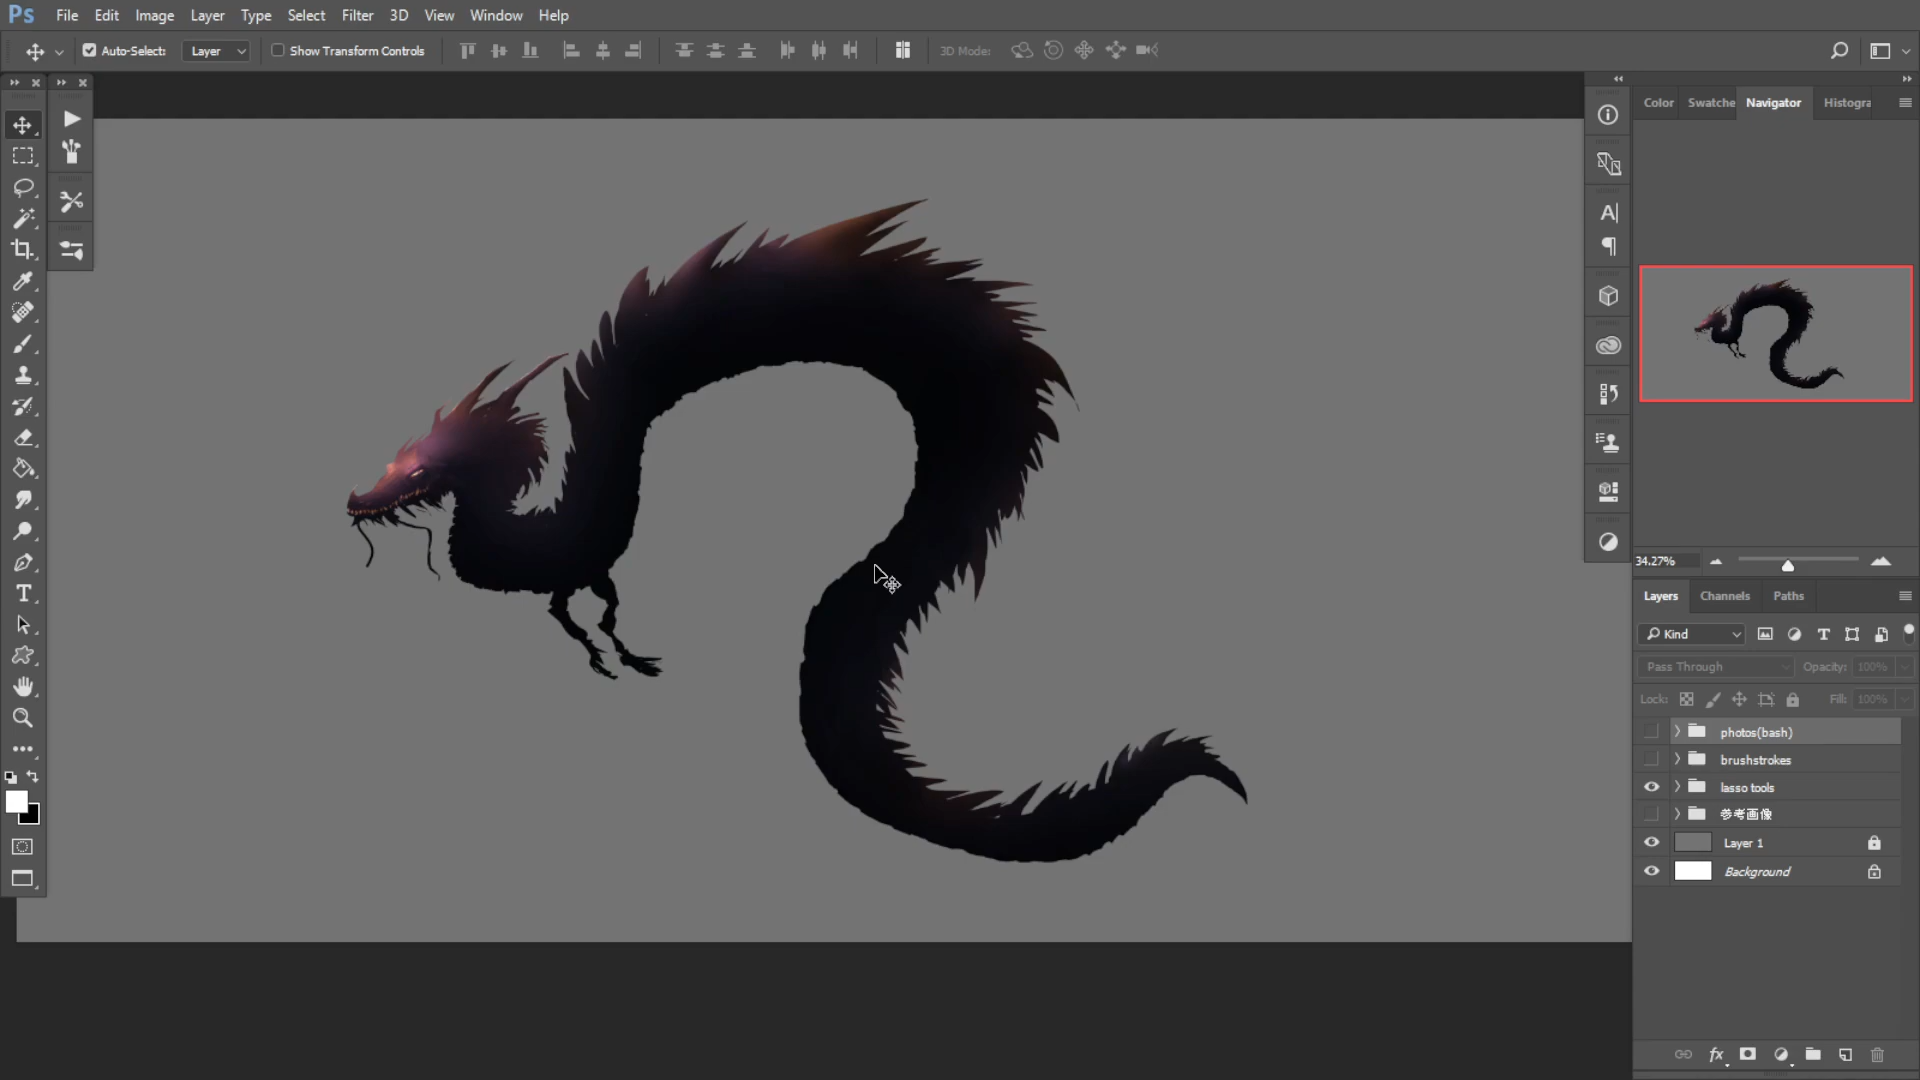 Ps File Edit Image Layer Type Select Filter 3D View Window Help
Auto-Select: Layer Show Transform Controls 3D Mode:
Color Swatche Navigator Histogra
34.27%
Layers Channels Paths
Kind
Pass Through Opacity: 100%
Lock: Fill: 100%
photos(bash)
brushstrokes
lasso tools
参考画像
Layer 1
Background